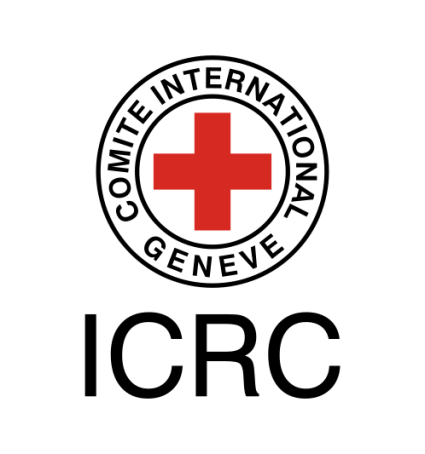 COMITE INTERNATIONAL
GENEVE
ICRC